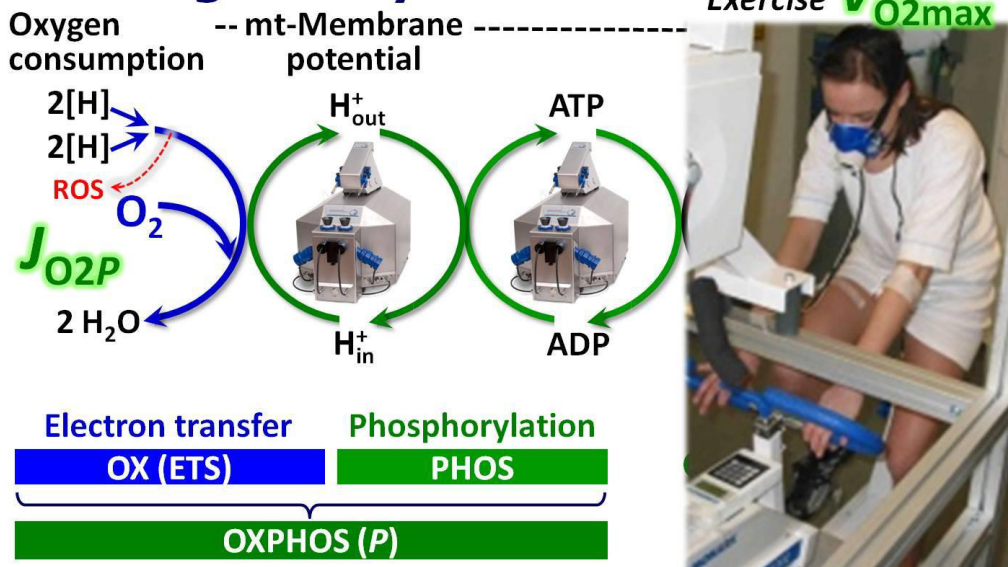 Exercise V
O2max
Oxygen -- mt-Membrane ----------------
consumption potential
2[H]
2[H]
ROS
O2
JO2P
2 H2O
H+out
H+in
ATP
ADP
Electron transfer Phosphorylation
OX (ETS) PHOS
OXPHOS (P)